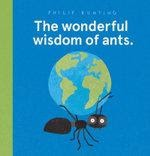 PHILIP BUNTING
The wonderful
wisdom of ants.